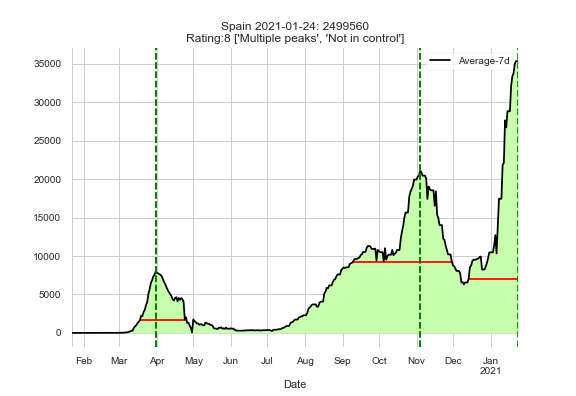 Spain 2021-01-24: 2499560
Rating:8 ['Multiple peaks', 'Not in control']
Average-7d
35000
30000
25000
20000
15000
10000
5000
0
Feb Mar Apr May Jun Jul Aug Sep Oct Nov Dec Jan
2021
Date